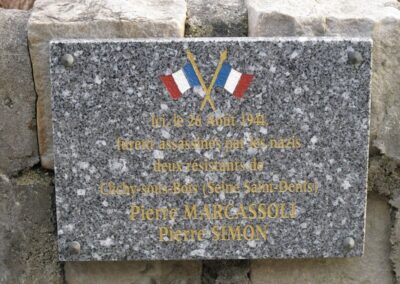 Ici, le 28 Août 1944
furent assassinés par les nazis
deux résistants de
Clichy-sous-Bois (Seine Saint-Denis)
Pierre MARCASSOLI
Pierre SIMON